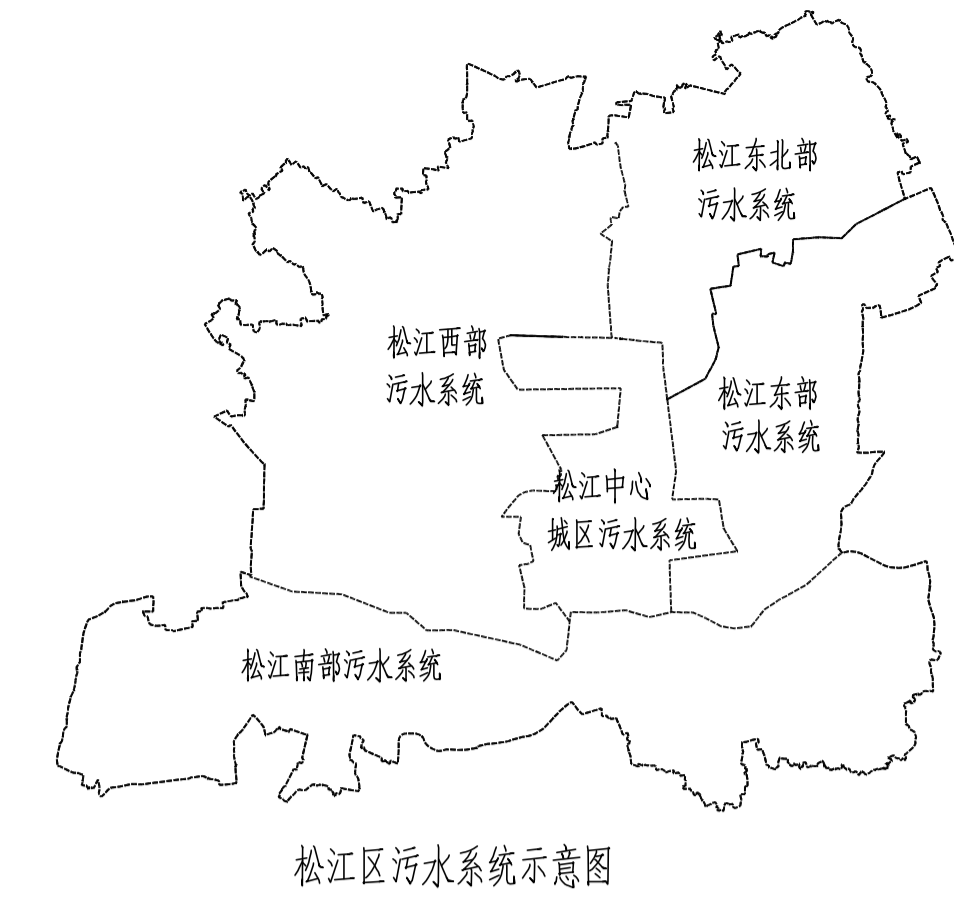 松江东北部
污水系统
松江西部
污水系统
松江东部
污水系统
松江中心
城区污水系统
松江南部污水系统
松江区污水系统示意图